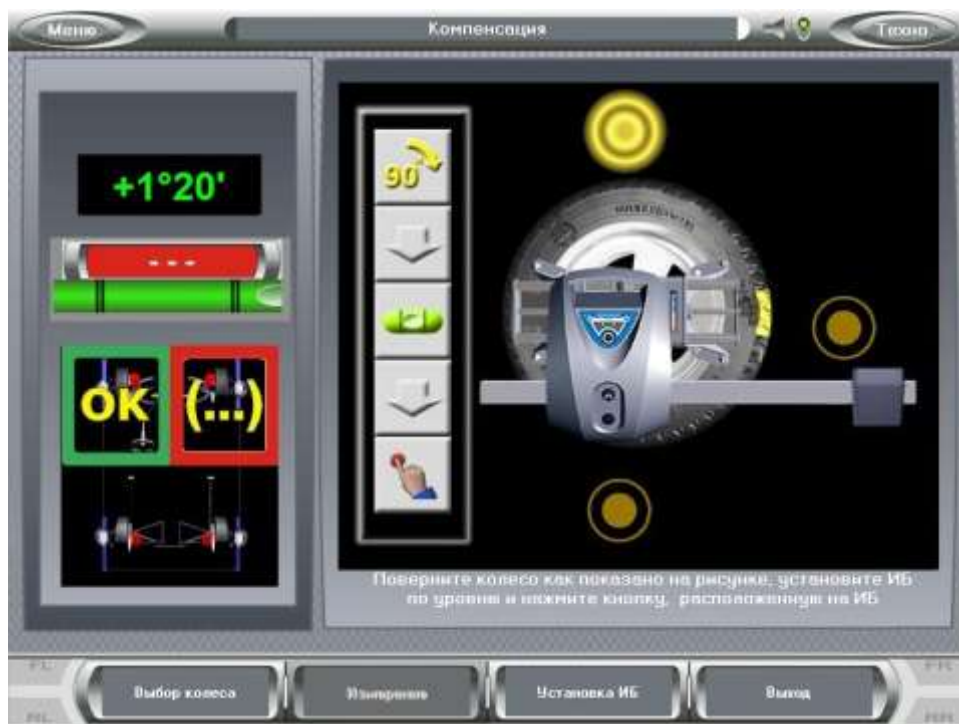 Меню
Компенсация
Техно
+1°20'
90
- - -
OK
(...)
Поверните колесо как показано на рисунке, установите ИБ
по уровню и нажмите кнопку, расположенную на ИБ
Выбор колеса
Измерение
Установка ИБ
Выход